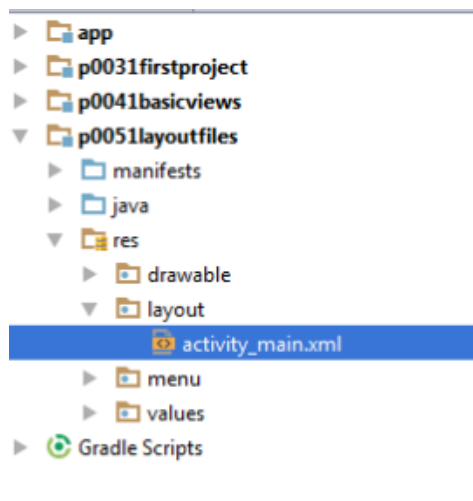 app
p0031firstproject
p0041basicviews
p0051layoutfiles
manifests
java
res
drawable
layout
activity_main.xml
menu
values
Gradle Scripts